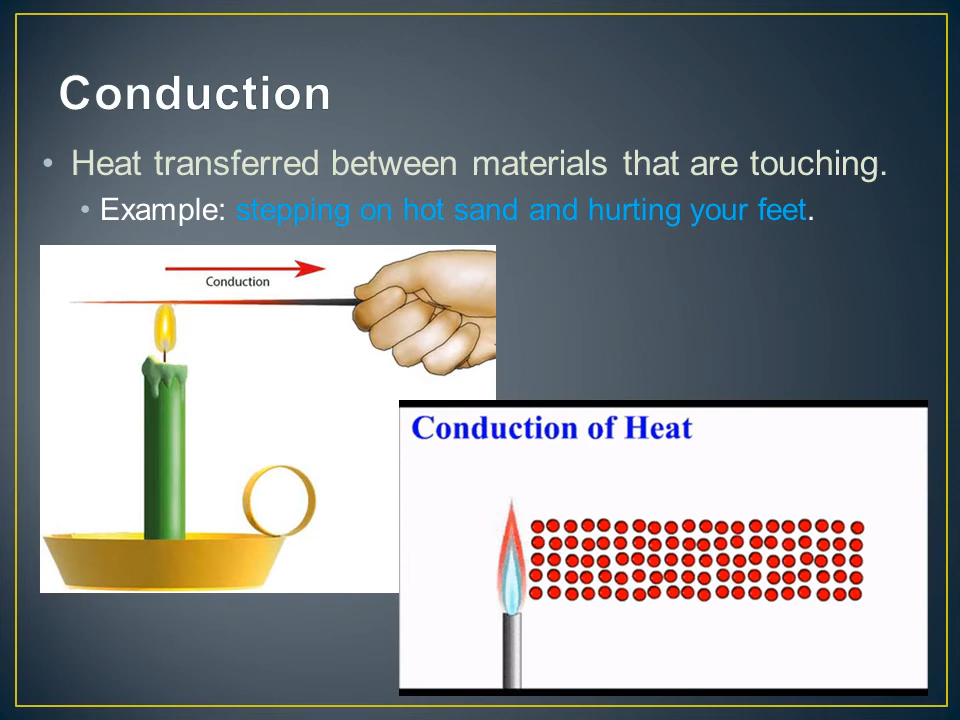 Conduction
• Heat transferred between materials that are touching.
• Example: stepping on hot sand and hurting your feet.
Conduction
Conduction of Heat